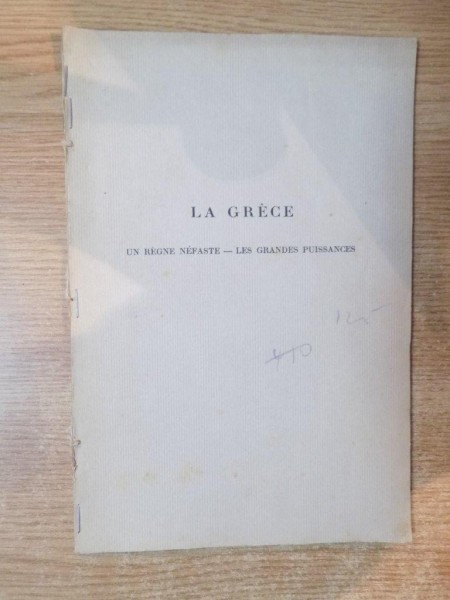 LA GRÈCE
UN RÈGNE NÉFASTE — LES GRANDES PUISSANCES